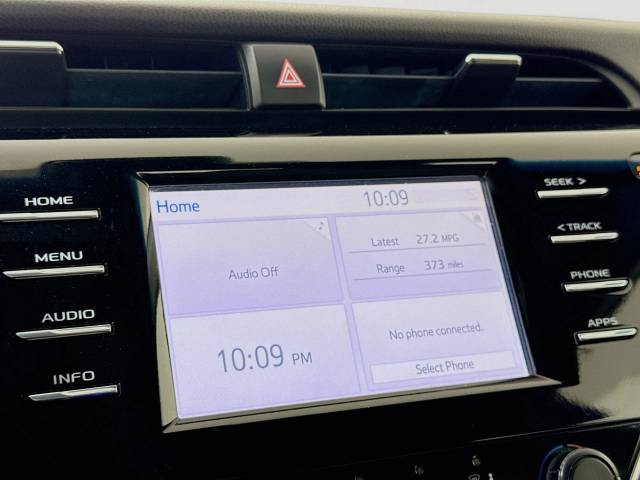 HOME
MENU
AUDIO
INFO
Home 10:09
Audio Off
Latest 27.2 MPG
Range 373 miles
10:09 PM
No phone connected.
Select Phone
SEEK >
< TRACK
PHONE
APPS